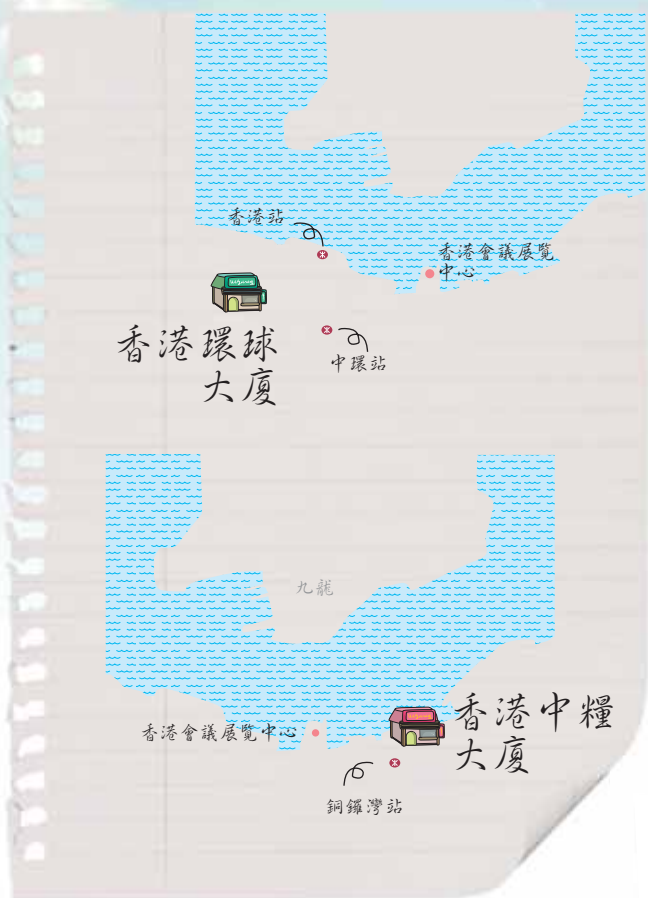 香港站
香港會議展覽
中心
香港環球
大廈
中環站
九龍
香港中糧
大廈
香港會議展覽中心
銅鑼灣站